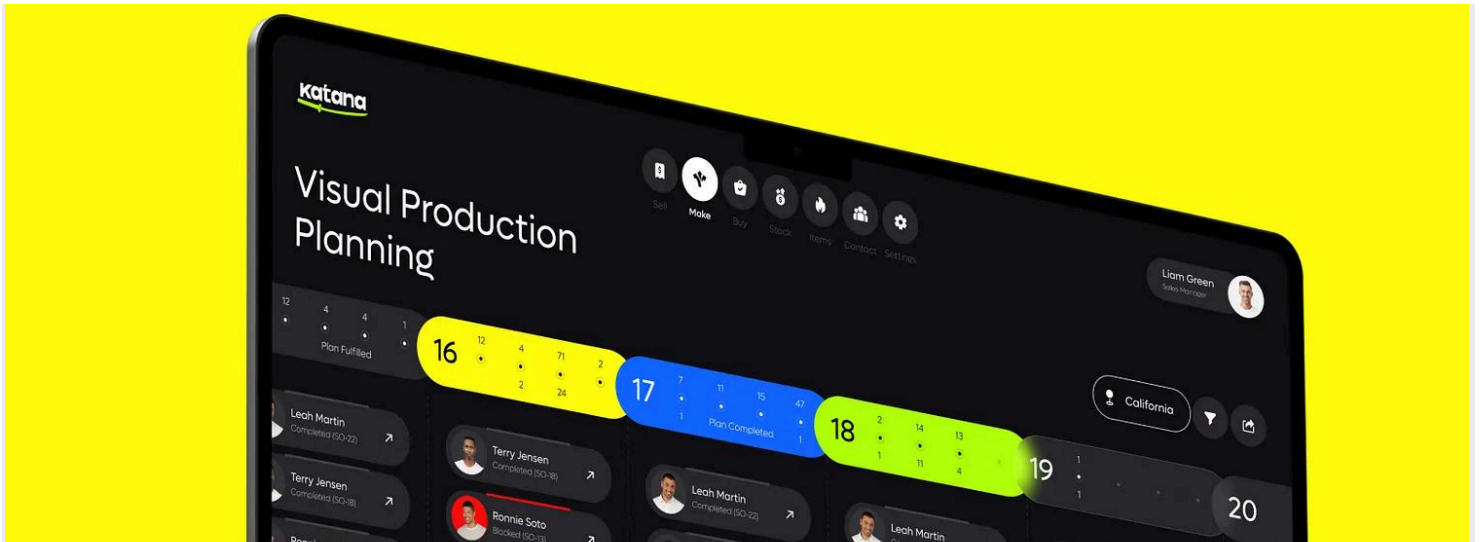 Katana
Visual Production
Planning
Sell
Make
Buy
Stock
Items
Contact
Settings
Liam Green
Sales Manager
California
12 4 4 1
Plan Fulfilled
16
12 4 71 2
2 24
17
7 11 15 47
1 Plan Completed 1
18
2 14 13
1 11 4
19
1
1
20
Leah Martin
Completed (SO-22)
Terry Jensen
Completed (SO-18)
Terry Jensen
Completed (SO-18)
Ronnie Soto
Blocked (SO-13)
Leah Martin
Completed (SO-22)
Leah Martin